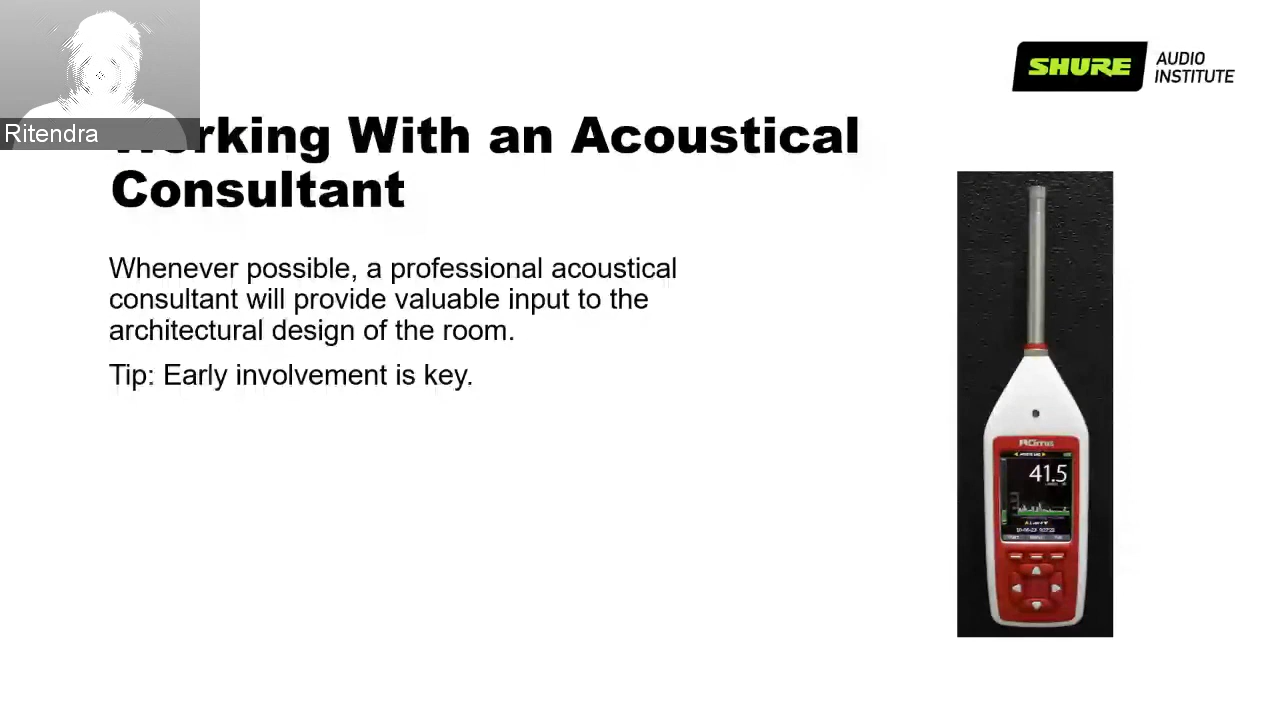 SHURE
AUDIO
INSTITUTE
Ritendra
Working With an Acoustical
Consultant
Whenever possible, a professional acoustical
consultant will provide valuable input to the
architectural design of the room.
Tip: Early involvement is key.
41.5